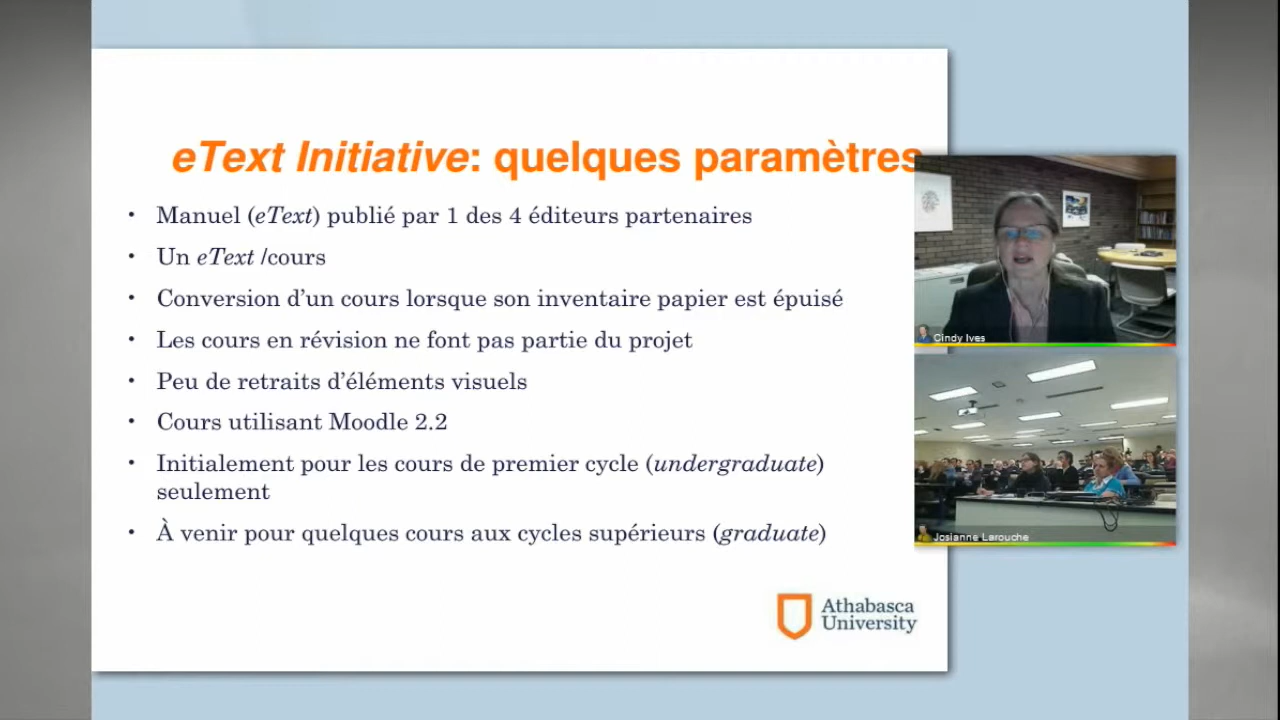 eText Initiative: quelques paramètres
• Manuel (eText) publié par 1 des 4 éditeurs partenaires
• Un eText /cours
• Conversion d’un cours lorsque son inventaire papier est épuisé
• Les cours en révision ne font pas partie du projet
• Peu de retraits d’éléments visuels
• Cours utilisant Moodle 2.2
• Initialement pour les cours de premier cycle (undergraduate)
seulement
• À venir pour quelques cours aux cycles supérieurs (graduate)
Athabasca
University
Cindy Ives
Josianne Larouche